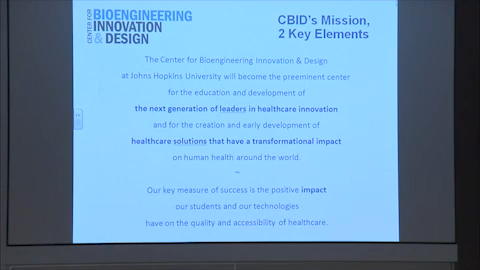 CENTER FOR
BIOENGINEERING
INNOVATION
& DESIGN
CBID's Mission,
2 Key Elements
The Center for Bioengineering Innovation & Design
at Johns Hopkins University will become the preeminent center
for the education and development of
the next generation of leaders in healthcare innovation
and for the creation and early development of
healthcare solutions that have a transformational impact
on human health around the world.
~
Our key measure of success is the positive impact
our students and our technologies
have on the quality and accessibility of healthcare.